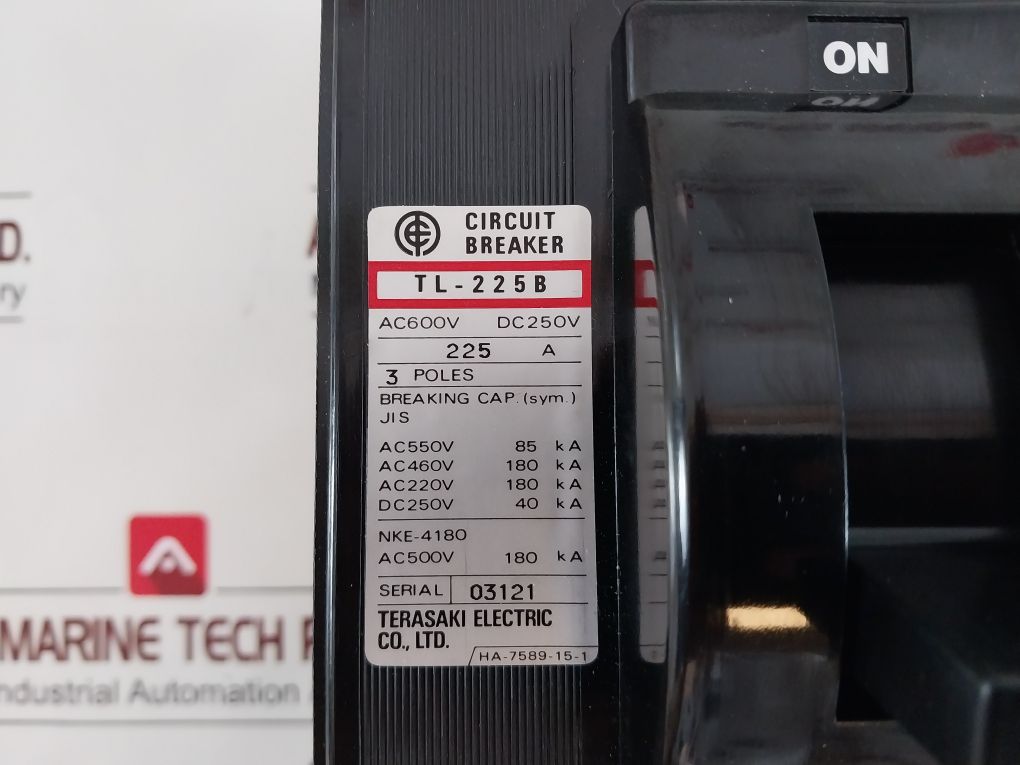 ON
CIRCUIT
BREAKER
TL-225B
AC600V DC250V
225 A
3 POLES
BREAKING CAP. (sym.)
JIS
AC550V 85 kA
AC460V 180 kA
AC220V 180 kA
DC250V 40 kA
NKE-4180
AC500V 180 kA
SERIAL 03121
TERASAKI ELECTRIC
CO., LTD.
HA-7589-15-1
D.
MARINE TECH
Industrial Automation